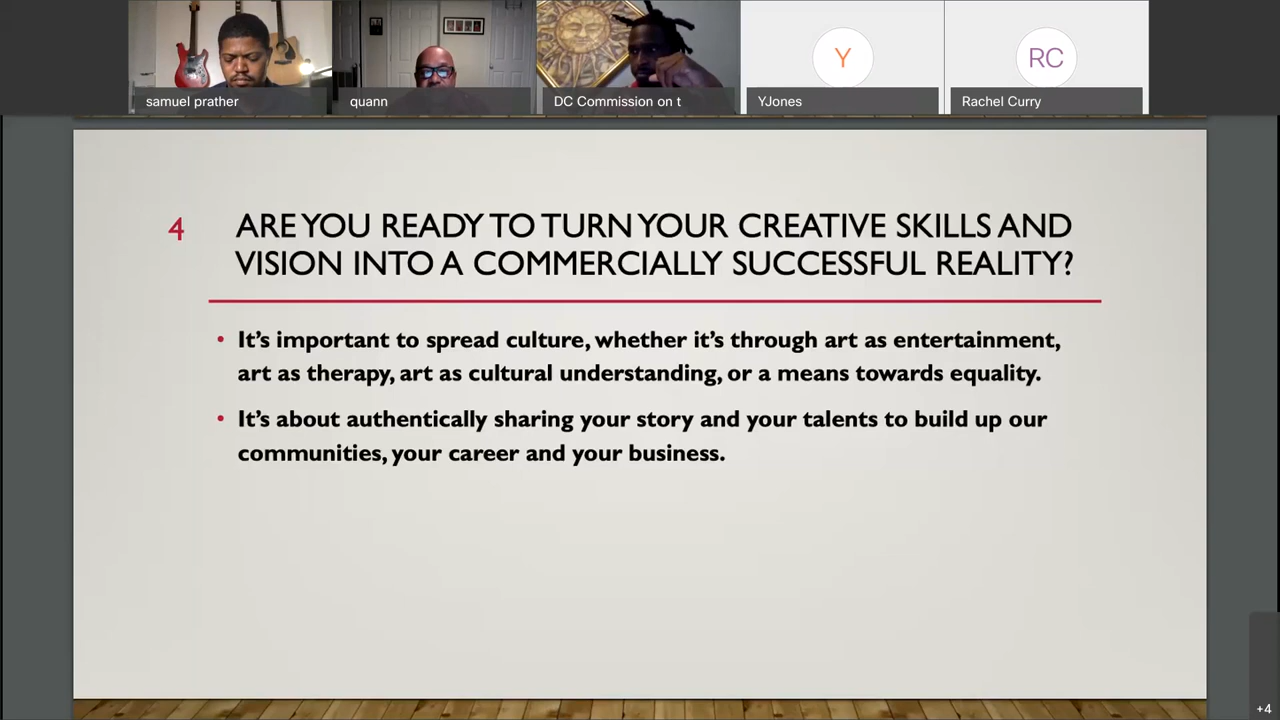 Y
RC
samuel prather
quann
DC Commission on t
YJones
Rachel Curry
4
ARE YOU READY TO TURN YOUR CREATIVE SKILLS AND
VISION INTO A COMMERCIALLY SUCCESSFUL REALITY?
• It’s important to spread culture, whether it’s through art as entertainment,
art as therapy, art as cultural understanding, or a means towards equality.
• It’s about authentically sharing your story and your talents to build up our
communities, your career and your business.
+4